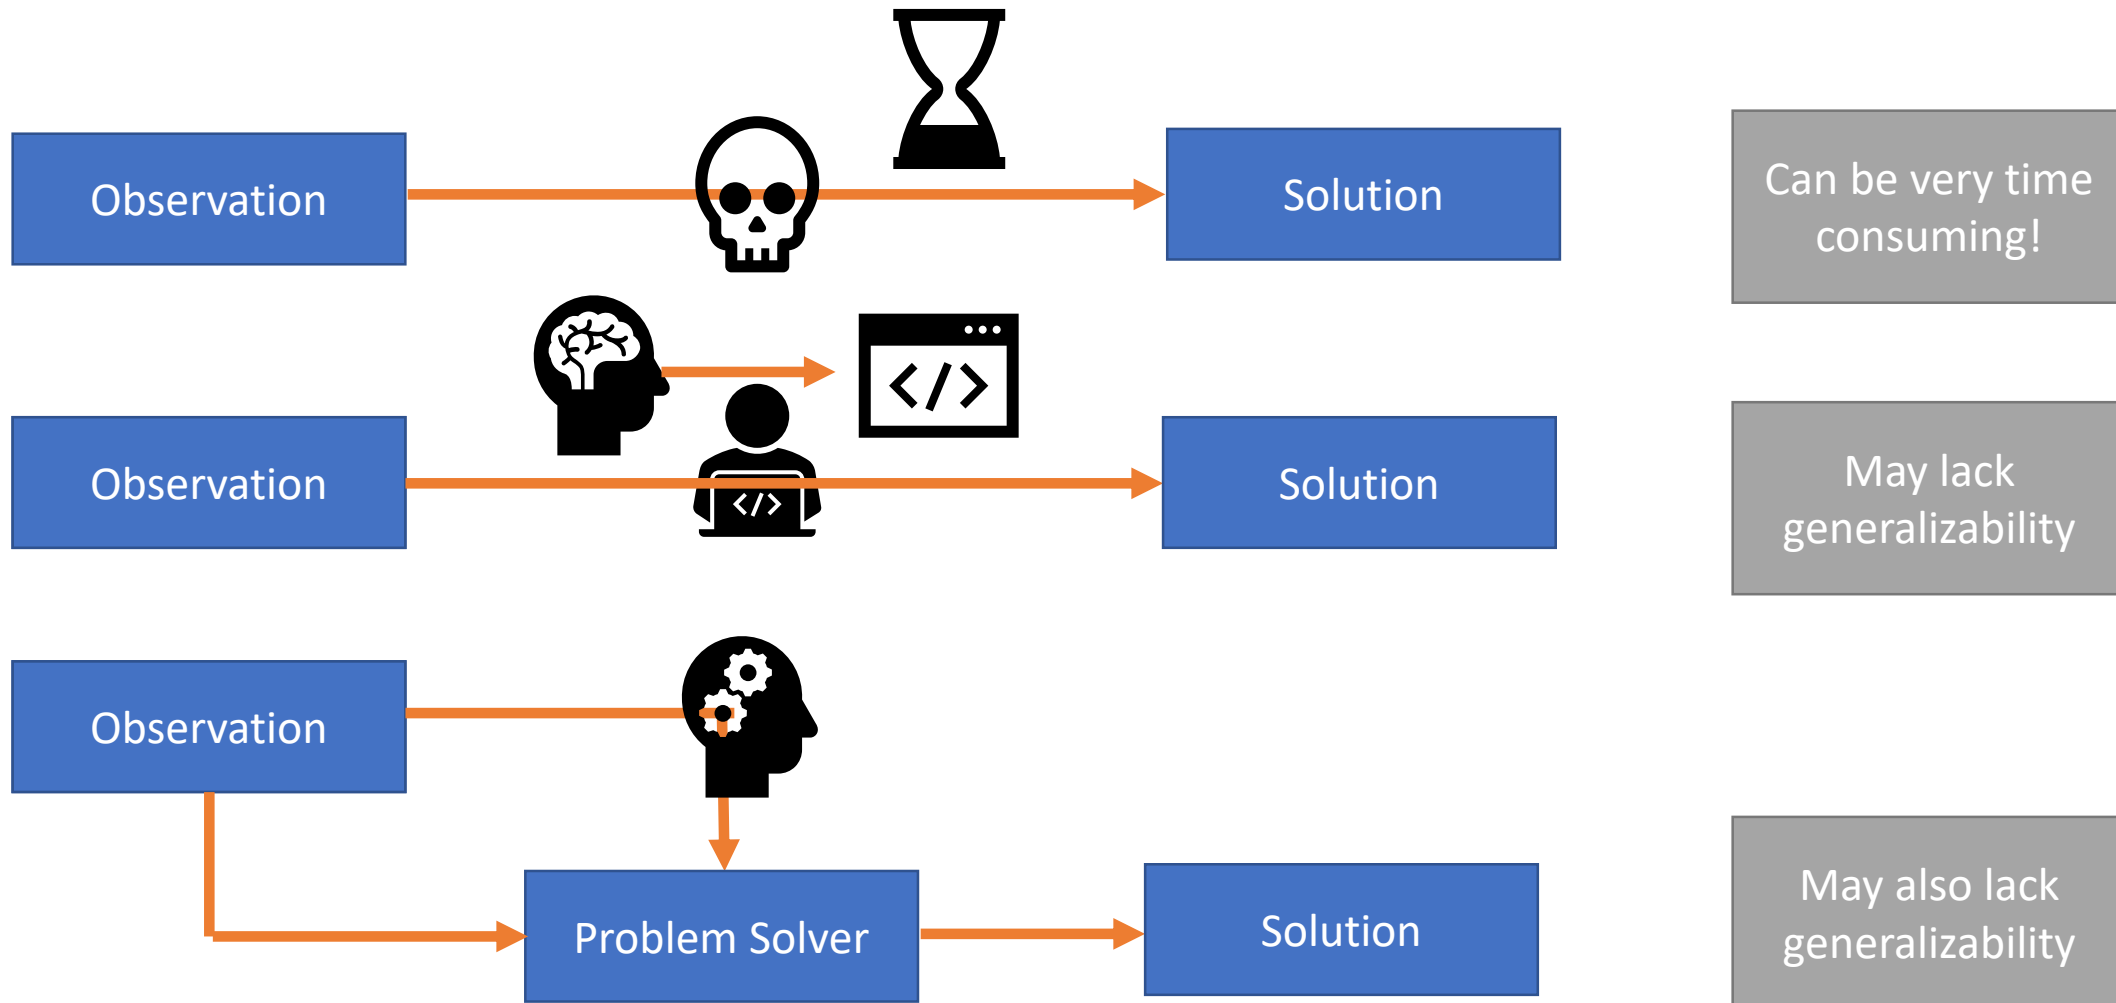 Observation
Solution
Can be very time
consuming!
</>
Observation
</>
Solution
May lack
generalizability
Observation
Problem Solver
Solution
May also lack
generalizability